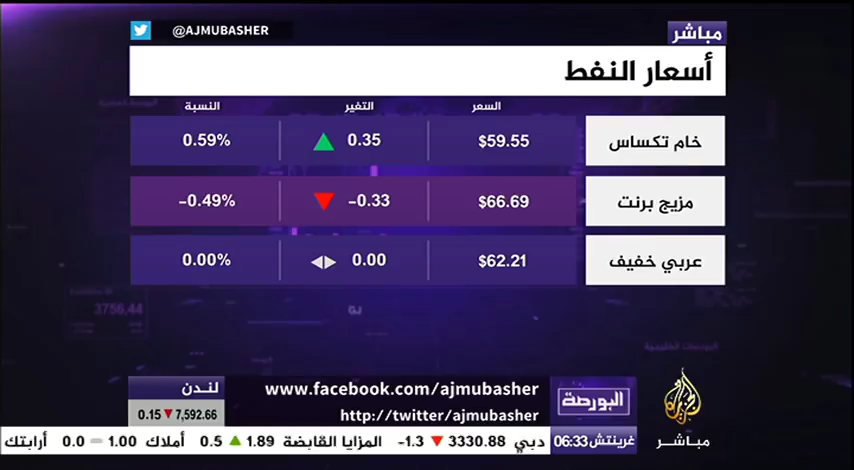 @AJMUBASHER
مباشر
أسعار النفط
السعر التغير النسبة
خام تكساس $59.55 0.35 0.59%
مزيج برنت $66.69 -0.33 -0.49%
عربي خفيف $62.21 0.00 0.00%
3756,44
لندن
0.15 7,592.66
www.facebook.com/ajmubasher
http://twitter/ajmubasher
البورصة
غرينتش 06:33
الجزيرة
مباشر
دبي 3330.88 -1.3 المزايا القابضة 1.89 0.5 أملاك 1.00 0.0 أرابتك